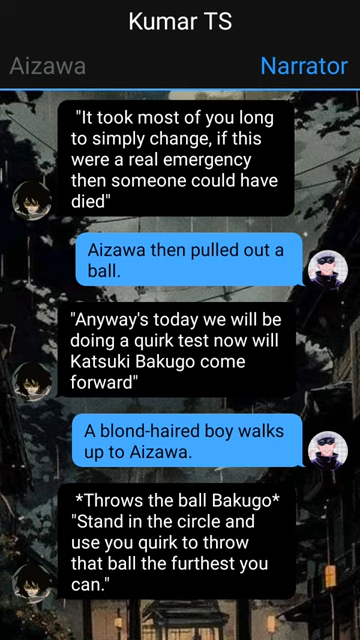 Kumar TS
Aizawa
Narrator
"It took most of you long
to simply change, if this
were a real emergency
then someone could have
died"
Aizawa then pulled out a
ball.
"Anyway's today we will be
doing a quirk test now will
Katsuki Bakugo come
forward"
A blond-haired boy walks
up to Aizawa.
*Throws the ball Bakugo*
"Stand in the circle and
use you quirk to throw
that ball the furthest you
can."